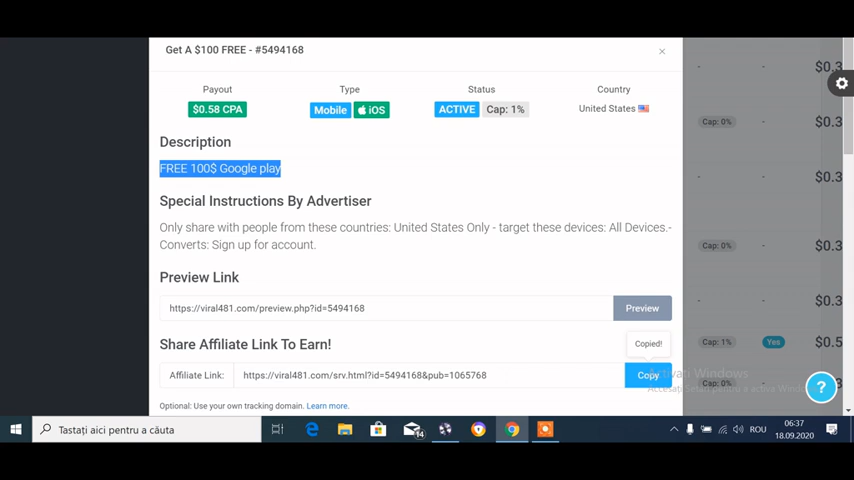 Get A $100 FREE - #5494168
×
$0.3
Payout
Type
Status
Country
$0.58 CPA
Mobile
iOS
ACTIVE
Cap: 1%
United States
Cap: 0%
$0.3
Description
FREE 100$ Google play
Special Instructions By Advertiser
$0.3
Only share with people from these countries: United States Only - target these devices: All Devices.-
Converts: Sign up for account.
Cap: 0%
$0.3
Preview Link
https://viral481.com/preview.php?id=5494168
Preview
$0.3
Share Affiliate Link To Earn!
Copied!
Cap: 1%
Yes
$0.5
Affiliate Link:
https://viral481.com/srv.html?id=5494168&pub=1065768
Copy
Activați Windows
Cap: 0%
$0.3
?
Optional: Use your own tracking domain. Learn more.
Tastați aici pentru a căuta
14
ROU
06:37
18.09.2020